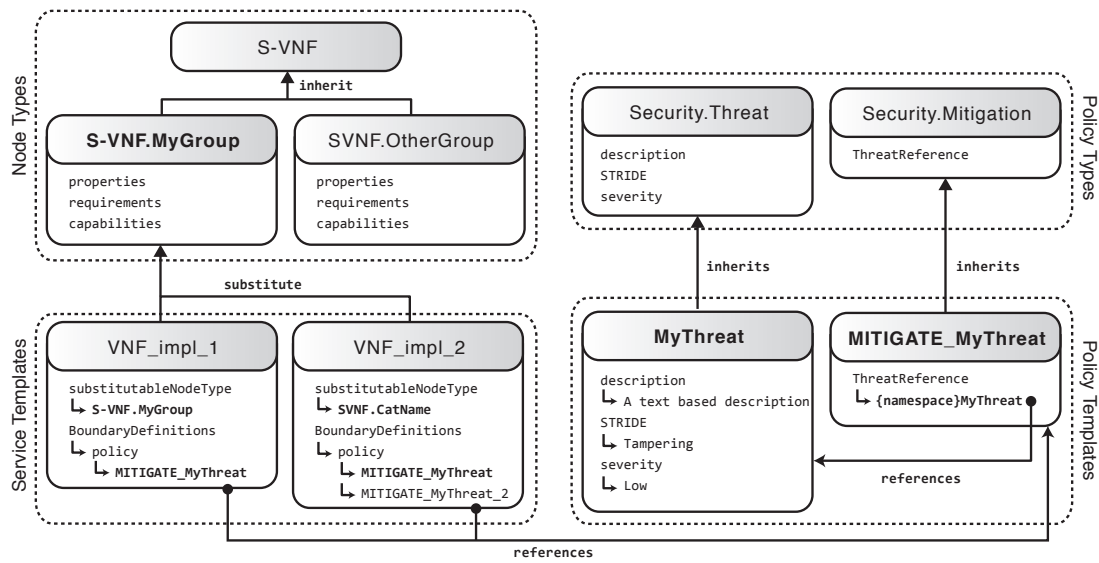 Node Types
S-VNF
inherit
S-VNF.MyGroup
properties
requirements
capabilities
SVNF.OtherGroup
properties
requirements
capabilities
substitute
Service Templates
VNF_impl_1
substitutableNodeType
S-VNF.MyGroup
BoundaryDefinitions
policy
MITIGATE_MyThreat
VNF_impl_2
substitutableNodeType
SVNF.CatName
BoundaryDefinitions
policy
MITIGATE_MyThreat
MITIGATE_MyThreat_2
references
Policy Types
Security.Threat
description
STRIDE
severity
Security.Mitigation
ThreatReference
inherits
inherits
Policy Templates
MyThreat
description
A text based description
STRIDE
Tampering
severity
Low
MITIGATE_MyThreat
ThreatReference
{namespace}MyThreat
references